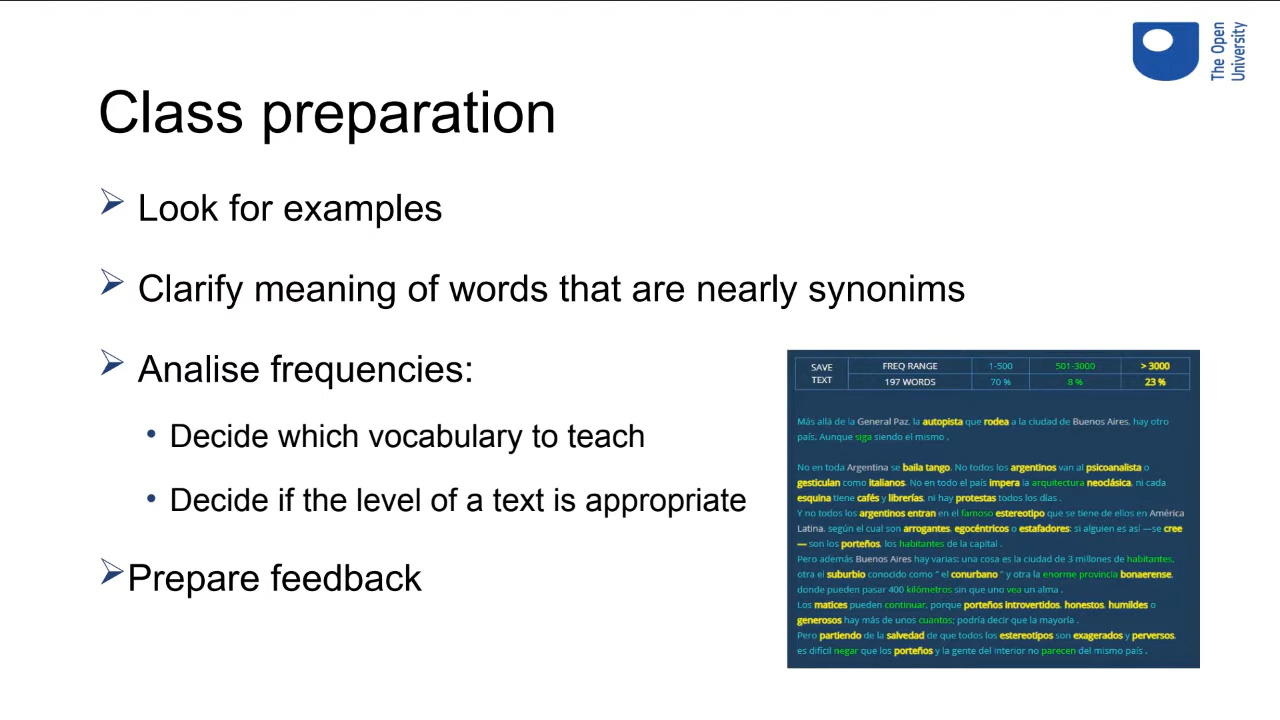 The Open
University
Class preparation
Look for examples
Clarify meaning of words that are nearly synonims
Analise frequencies:
Decide which vocabulary to teach
Decide if the level of a text is appropriate
Prepare feedback
SAVE TEXT FREQ RANGE 1-500 501-3000 > 3000
197 WORDS 70 % 8 % 23 %
Más allá de la General Paz, la autopista que rodea a la ciudad de Buenos Aires, hay otro
país. Aunque siga siendo el mismo .
No en toda Argentina se baila tango. No todos los argentinos van al psicoanalista o
gesticulan como italianos. No en todo el país impera la arquitectura neoclásica, ni cada
esquina tiene cafés y librerías, ni hay protestas todos los días .
Y no todos los argentinos entran en el famoso estereotipo que se tiene de ellos en América
Latina, según el cual son arrogantes, egocéntricos o estafadores: si alguien es así —se cree
— son los porteños, los habitantes de la capital .
Pero además Buenos Aires hay varias: una cosa es la ciudad de 3 millones de habitantes,
otra el suburbio conocido como " el conurbano " y otra la enorme provincia bonaerense,
donde pueden pasar 400 kilómetros sin que uno vea un alma .
Los matices pueden continuar, porque porteños introvertidos, honestos, humildes o
generosos hay más de unos cuantos; podría decir que la mayoría .
Pero partiendo de la salvedad de que todos los estereotipos son exagerados y perversos,
es difícil negar que los porteños y la gente del interior no parecen del mismo país .